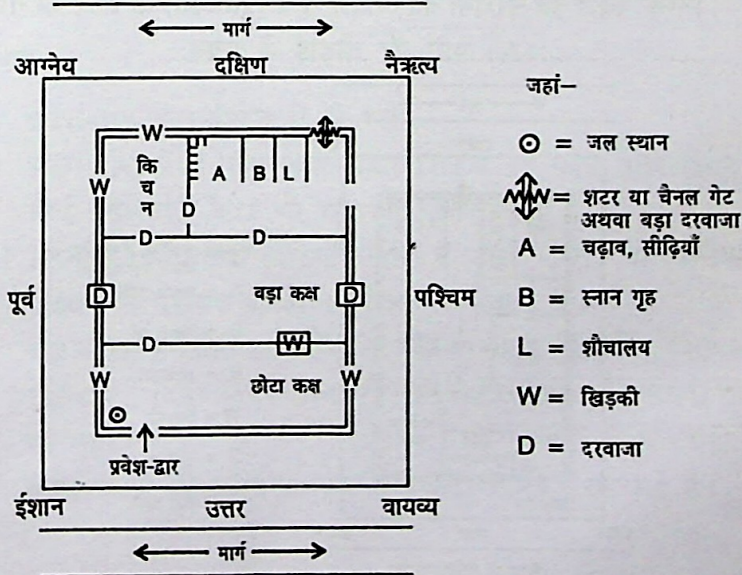 मार्ग
आग्नेय दक्षिण नैऋत्य
जहां–
W
किचन
W
A B L
D
D D
पूर्व D बड़ा कक्ष D पश्चिम
D W
W छोटा कक्ष W
प्रवेश-द्वार
ईशान उत्तर वायव्य
मार्ग
⊙ = जल स्थान
= शटर या चैनल गेट
अथवा बड़ा दरवाजा
A = चढ़ाव, सीढ़ियाँ
B = स्नान गृह
L = शौचालय
W = खिड़की
D = दरवाजा